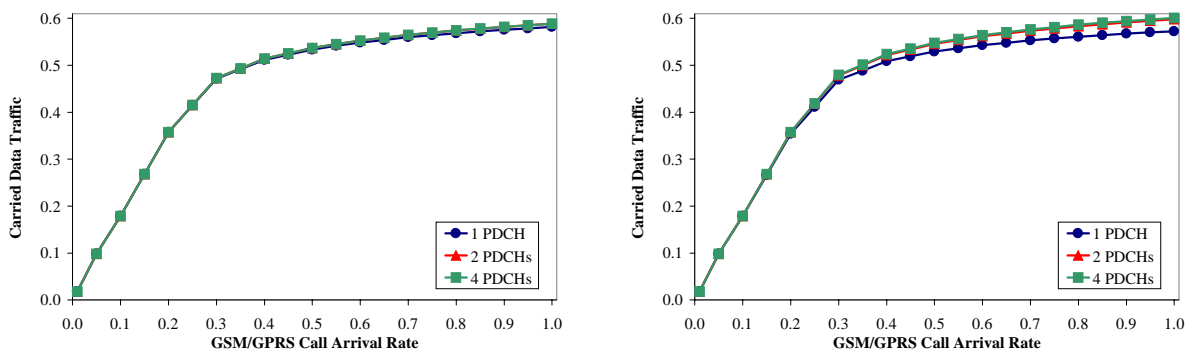 0.6
0.5
0.4
0.3
0.2
0.1
0.0
Carried Data Traffic
1 PDCH
2 PDCHs
4 PDCHs
0.0 0.1 0.2 0.3 0.4 0.5 0.6 0.7 0.8 0.9 1.0
GSM/GPRS Call Arrival Rate
0.6
0.5
0.4
0.3
0.2
0.1
0.0
Carried Data Traffic
1 PDCH
2 PDCHs
4 PDCHs
0.0 0.1 0.2 0.3 0.4 0.5 0.6 0.7 0.8 0.9 1.0
GSM/GPRS Call Arrival Rate